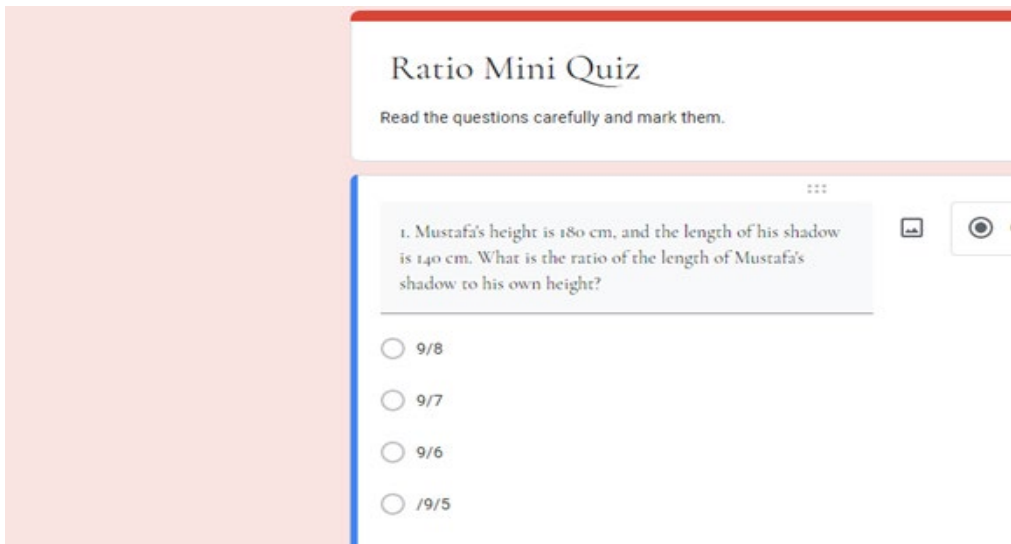 Ratio Mini Quiz
Read the questions carefully and mark them.
1. Mustafa's height is 180 cm, and the length of his shadow
is 140 cm. What is the ratio of the length of Mustafa's
shadow to his own height?
9/8
9/7
9/6
/9/5